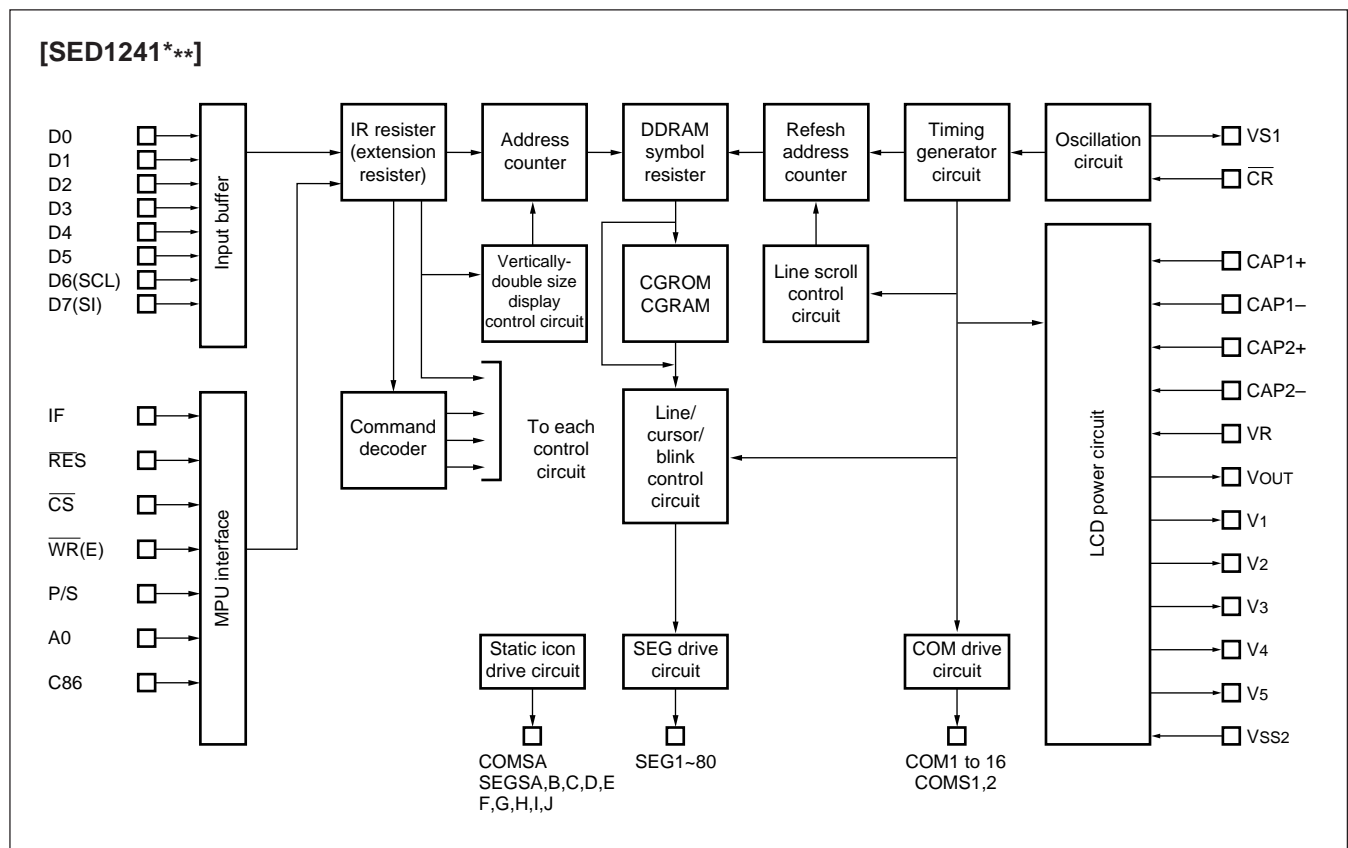 [SED1241***]
D0
D1
D2
D3
D4
D5
D6(SCL)
D7(SI)
Input buffer
IF
RES
CS
WR(E)
P/S
A0
C86
MPU interface
IR resister
(extension
resister)
Address
counter
DDRAM
symbol
resister
Refesh
address
counter
Timing
generator
circuit
Oscillation
circuit
VS1
CR
Vertically-
double size
display
control circuit
CGROM
CGRAM
Line scroll
control
circuit
Command
decoder
To each
control
circuit
Line/
cursor/
blink
control
circuit
LCD power circuit
CAP1+
CAP1–
CAP2+
CAP2–
VR
VOUT
V1
V2
V3
V4
V5
VSS2
Static icon
drive circuit
SEG drive
circuit
COM drive
circuit
COMSA
SEGSA,B,C,D,E
F,G,H,I,J
SEG1~80
COM1 to 16
COMS1,2